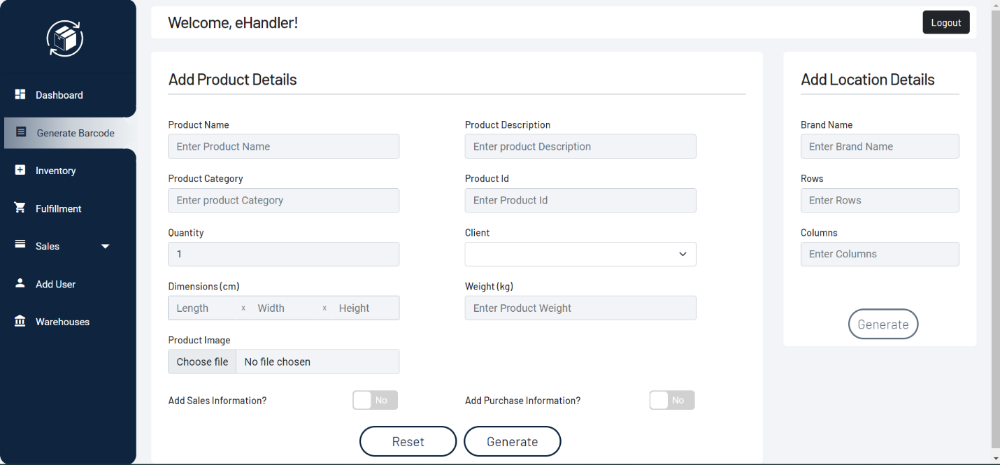 Welcome, eHandler!
Logout
Dashboard
Generate Barcode
Inventory
Fulfillment
Sales
Add User
Warehouses
Add Product Details
Product Name
Enter Product Name
Product Description
Enter product Description
Product Category
Enter product Category
Product Id
Enter Product Id
Quantity
1
Client
Dimensions (cm)
Length x Width x Height
Weight (kg)
Enter Product Weight
Product Image
Choose file No file chosen
Add Sales Information? No
Add Purchase Information? No
Reset
Generate
Add Location Details
Brand Name
Enter Brand Name
Rows
Enter Rows
Columns
Enter Columns
Generate